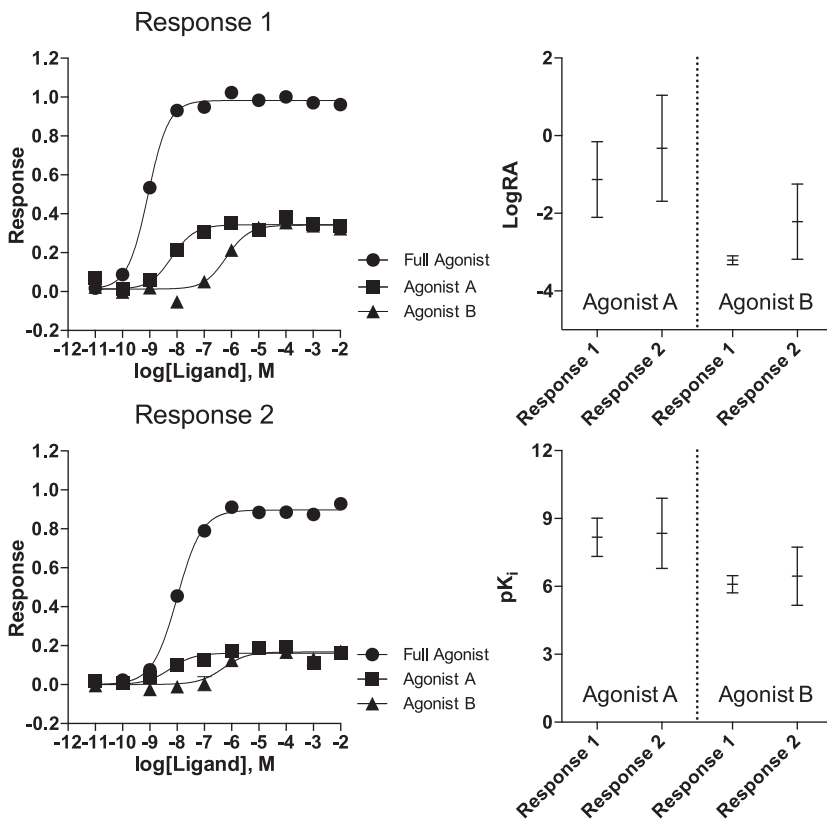 Response 1
1.2
1.0
0.8
0.6
0.4
0.2
0.0
-0.2
Response
-12 -11 -10 -9 -8 -7 -6 -5 -4 -3 -2
log[Ligand], M
Full Agonist
Agonist A
Agonist B
2
0
-2
-4
LogRA
Agonist A
Agonist B
Response 1
Response 2
Response 1
Response 2
Response 2
1.2
1.0
0.8
0.6
0.4
0.2
0.0
-0.2
Response
-12 -11 -10 -9 -8 -7 -6 -5 -4 -3 -2
log[Ligand], M
Full Agonist
Agonist A
Agonist B
12
9
6
3
0
pKi
Agonist A
Agonist B
Response 1
Response 2
Response 1
Response 2